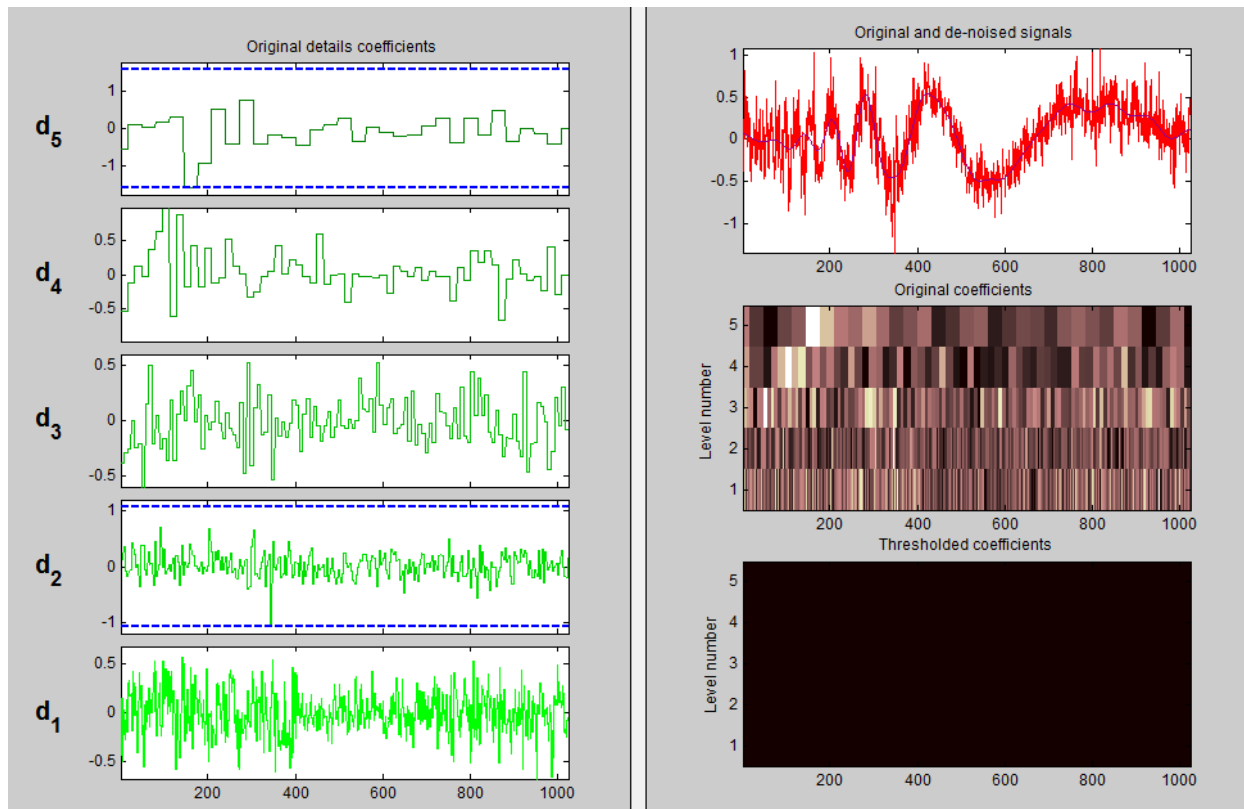 Original details coefficients
d5
1
0
-1
d4
0.5
0
-0.5
d3
0.5
0
-0.5
d2
1
0
-1
d1
0.5
0
-0.5
200 400 600 800 1000
Original and de-noised signals
1
0.5
0
-0.5
-1
200 400 600 800 1000
Original coefficients
Level number
5
4
3
2
1
200 400 600 800 1000
Thresholded coefficients
Level number
5
4
3
2
1
200 400 600 800 1000